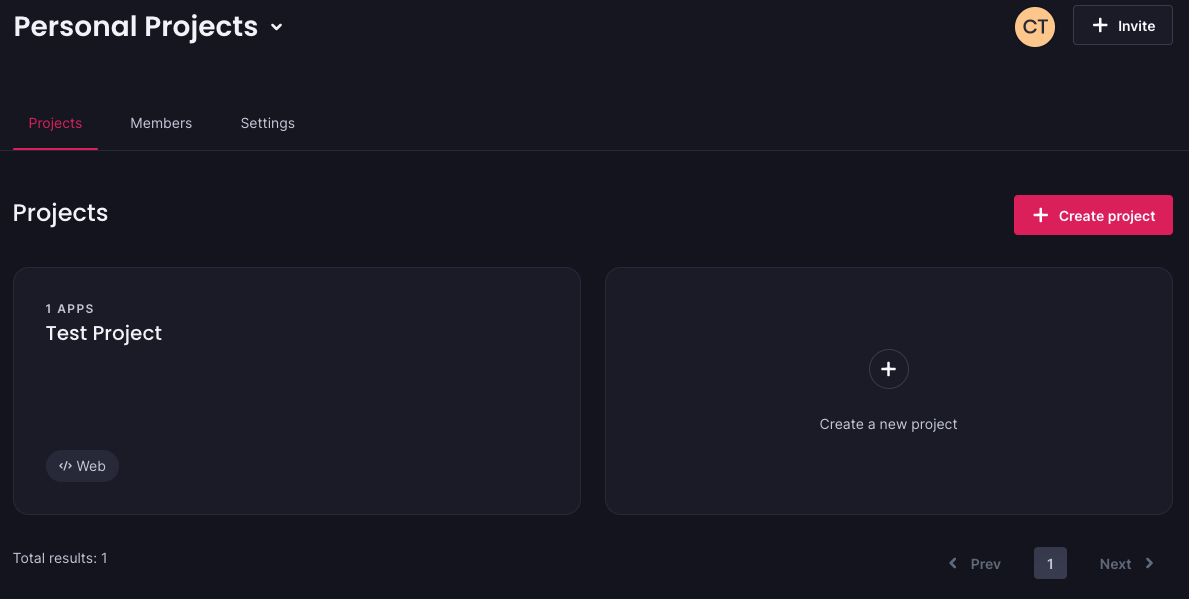 Personal Projects
CT
Invite
Projects
Members
Settings
Projects
Create project
1 APPS
Test Project
Web
Create a new project
Total results: 1
Prev
1
Next